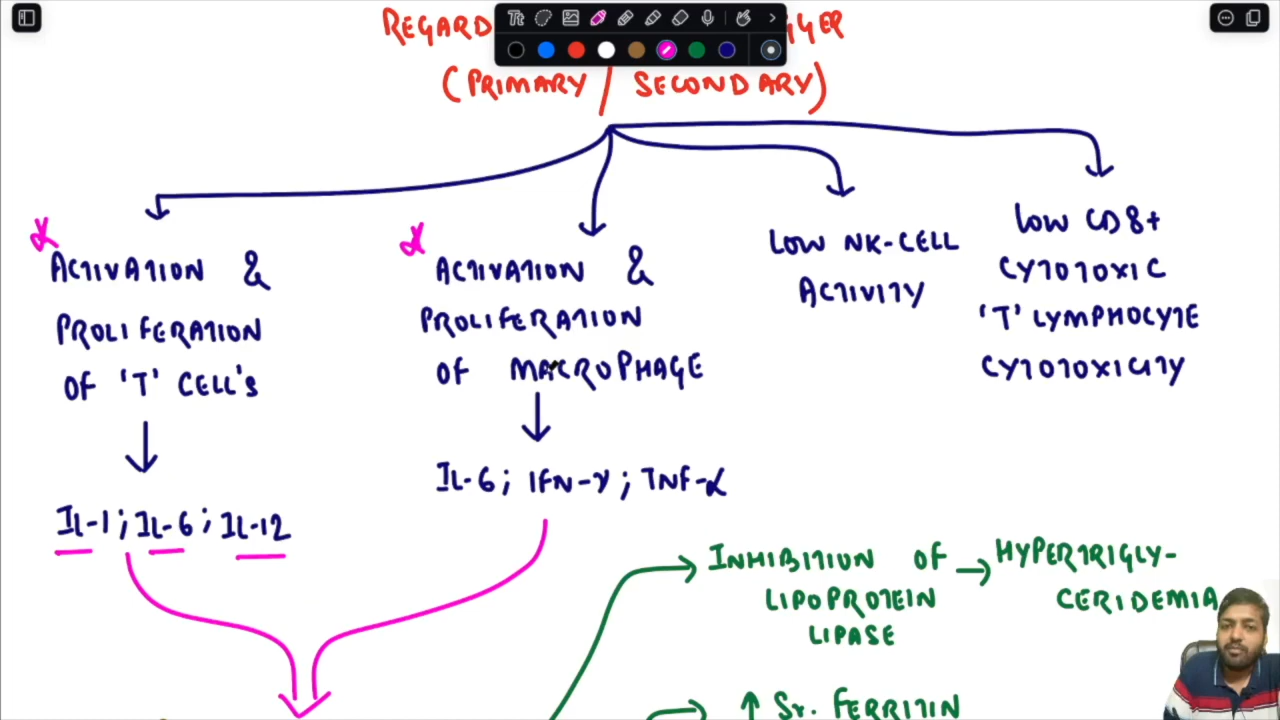 REGARD
GGER
(PRIMARY / SECONDARY)
ACTIVATION &
PROLIFERATION
OF 'T' CELL'S
IL-1; IL-6; IL-12
ACTIVATION &
PROLIFERATION
OF MACROPHAGE
IL-6; IFN-γ; TNF-α
LOW NK-CELL
ACTIVITY
LOW CD8+
CYTOTOXIC
'T' LYMPHOCYTE
CYTOTOXICITY
INHIBITION OF
LIPOPROTEIN
LIPASE
→ HYPERTRIGLY-
CERIDEMIA
↑ Sr. FERRITIN